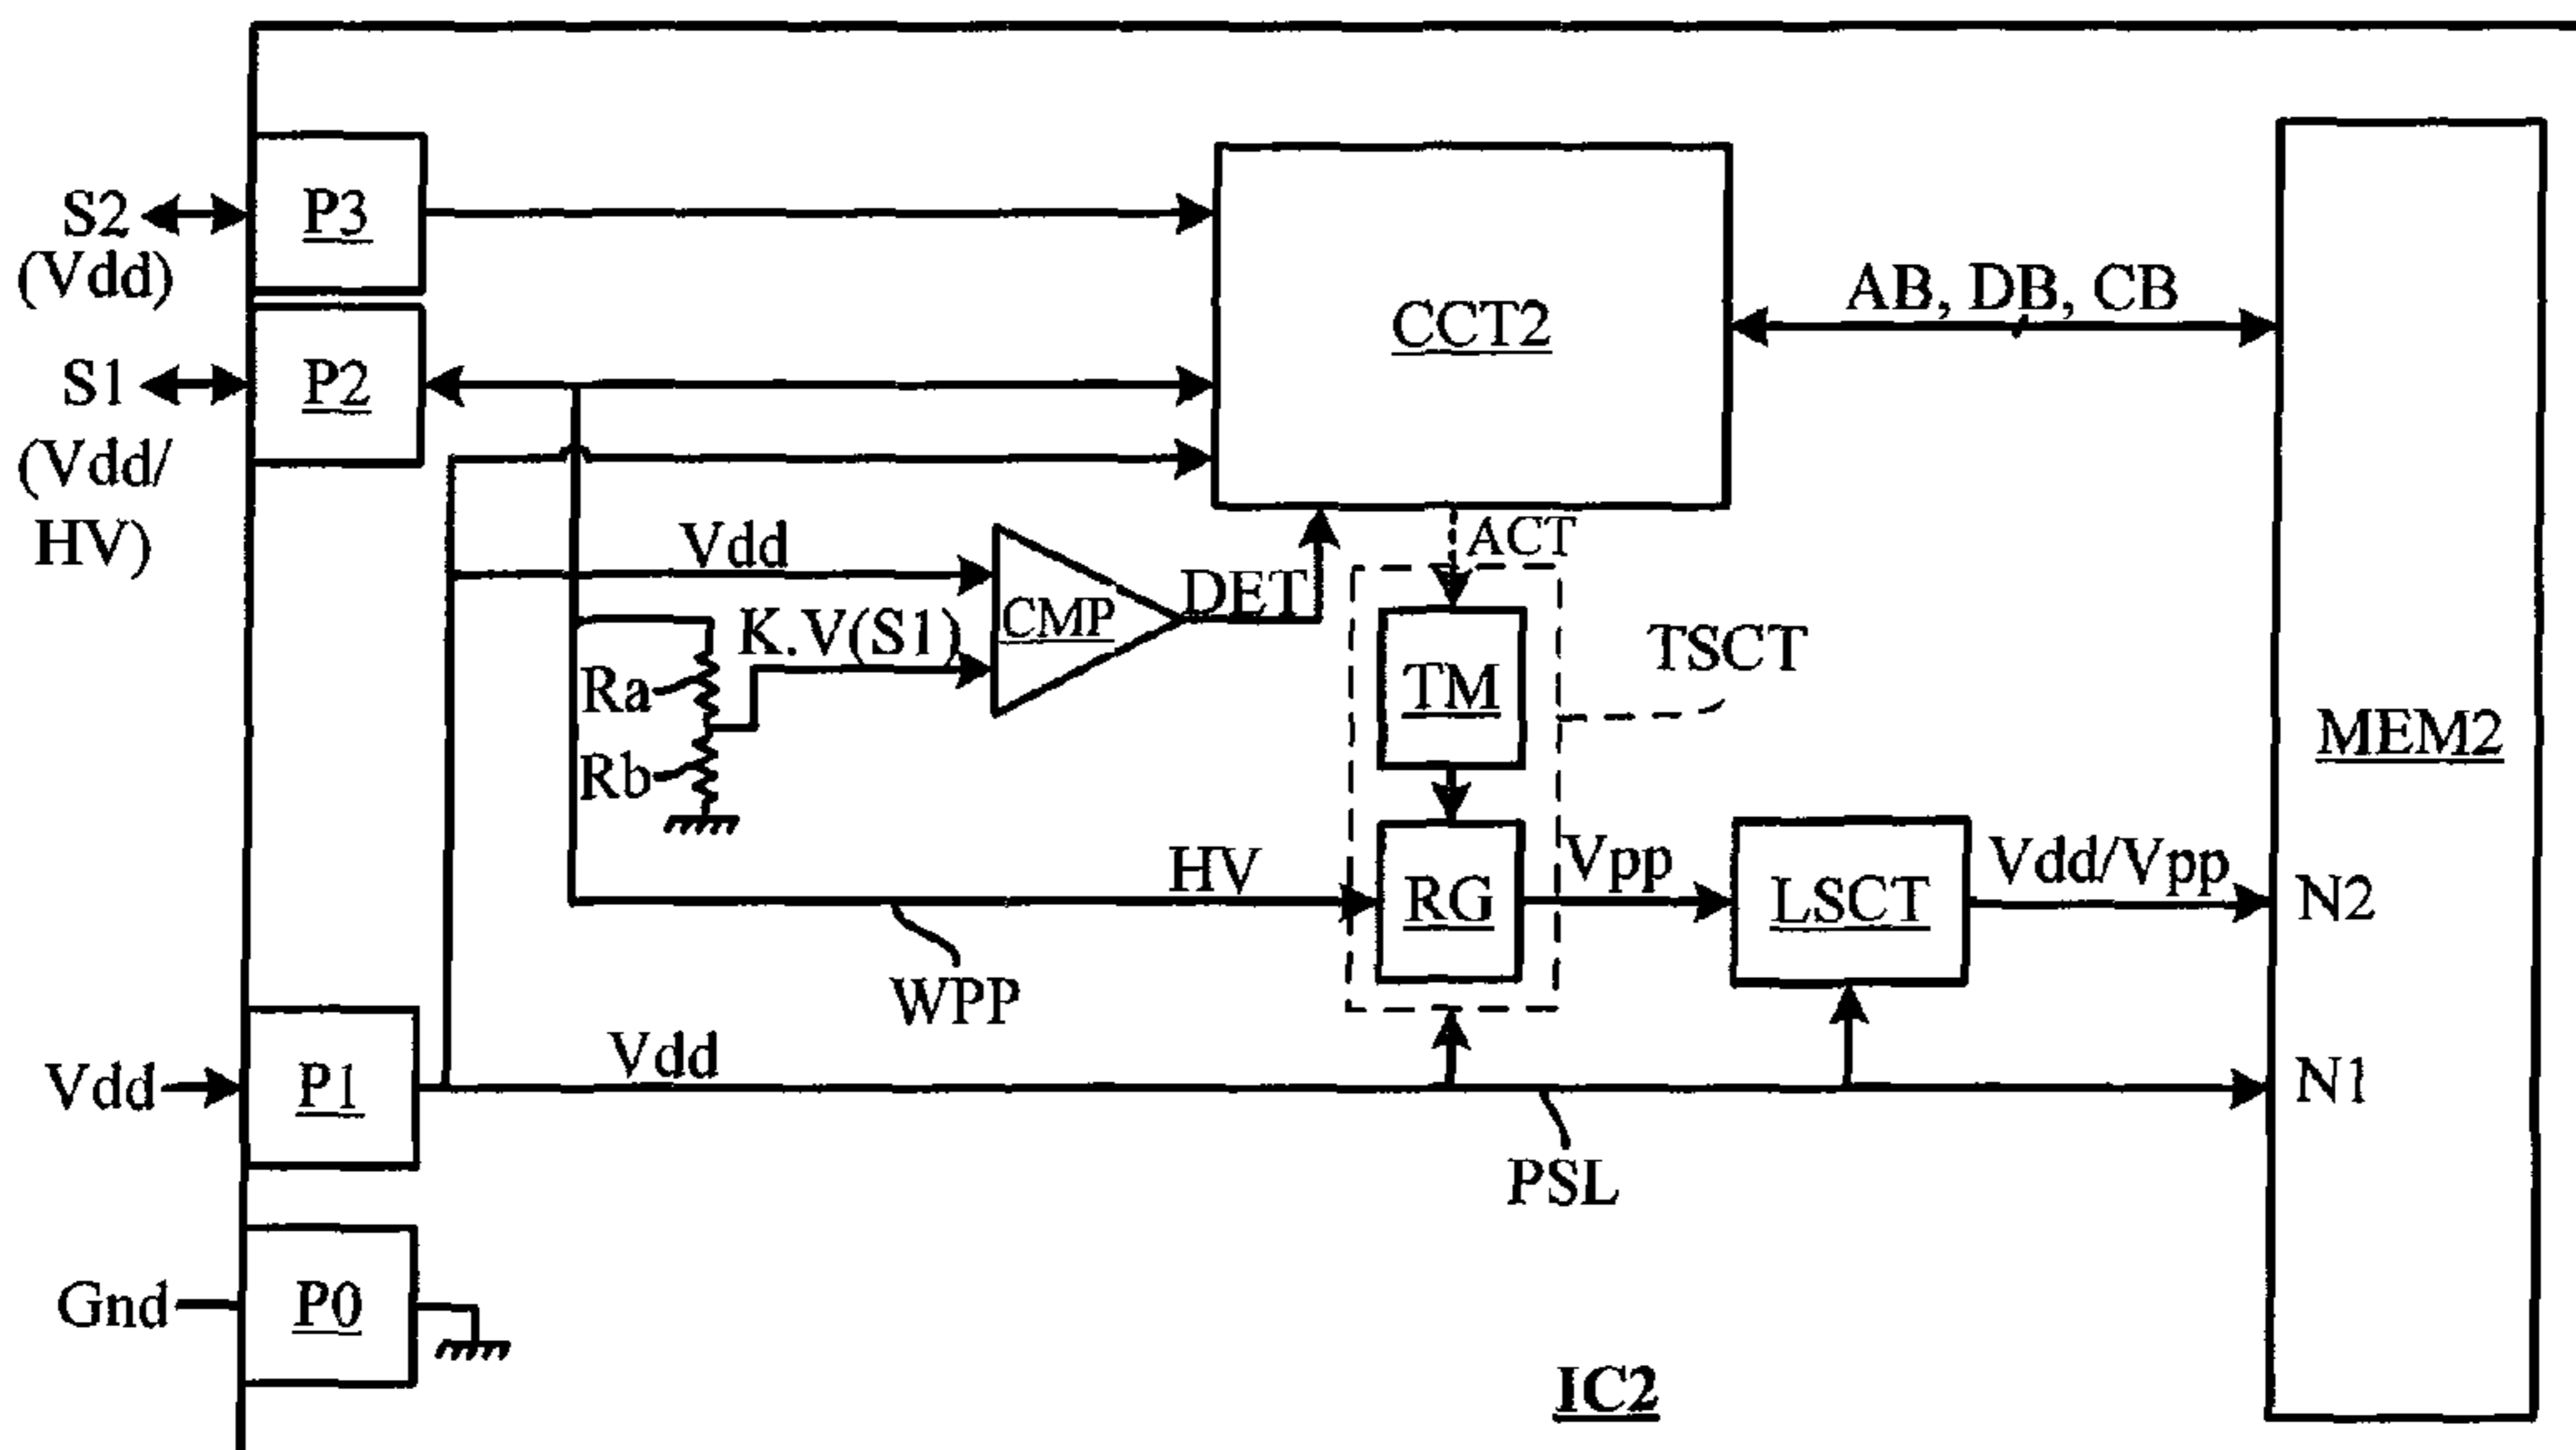 S2
(Vdd)
P3
S1
(Vdd/
HV)
P2
CCT2
AB, DB, CB
ACT
Vdd
K.V(S1)
CMP
DET
Ra
Rb
TM
TSCT
MEM2
HV
RG
Vpp
LSCT
Vdd/Vpp
N2
WPP
Vdd
P1
Vdd
N1
PSL
Gnd
P0
IC2